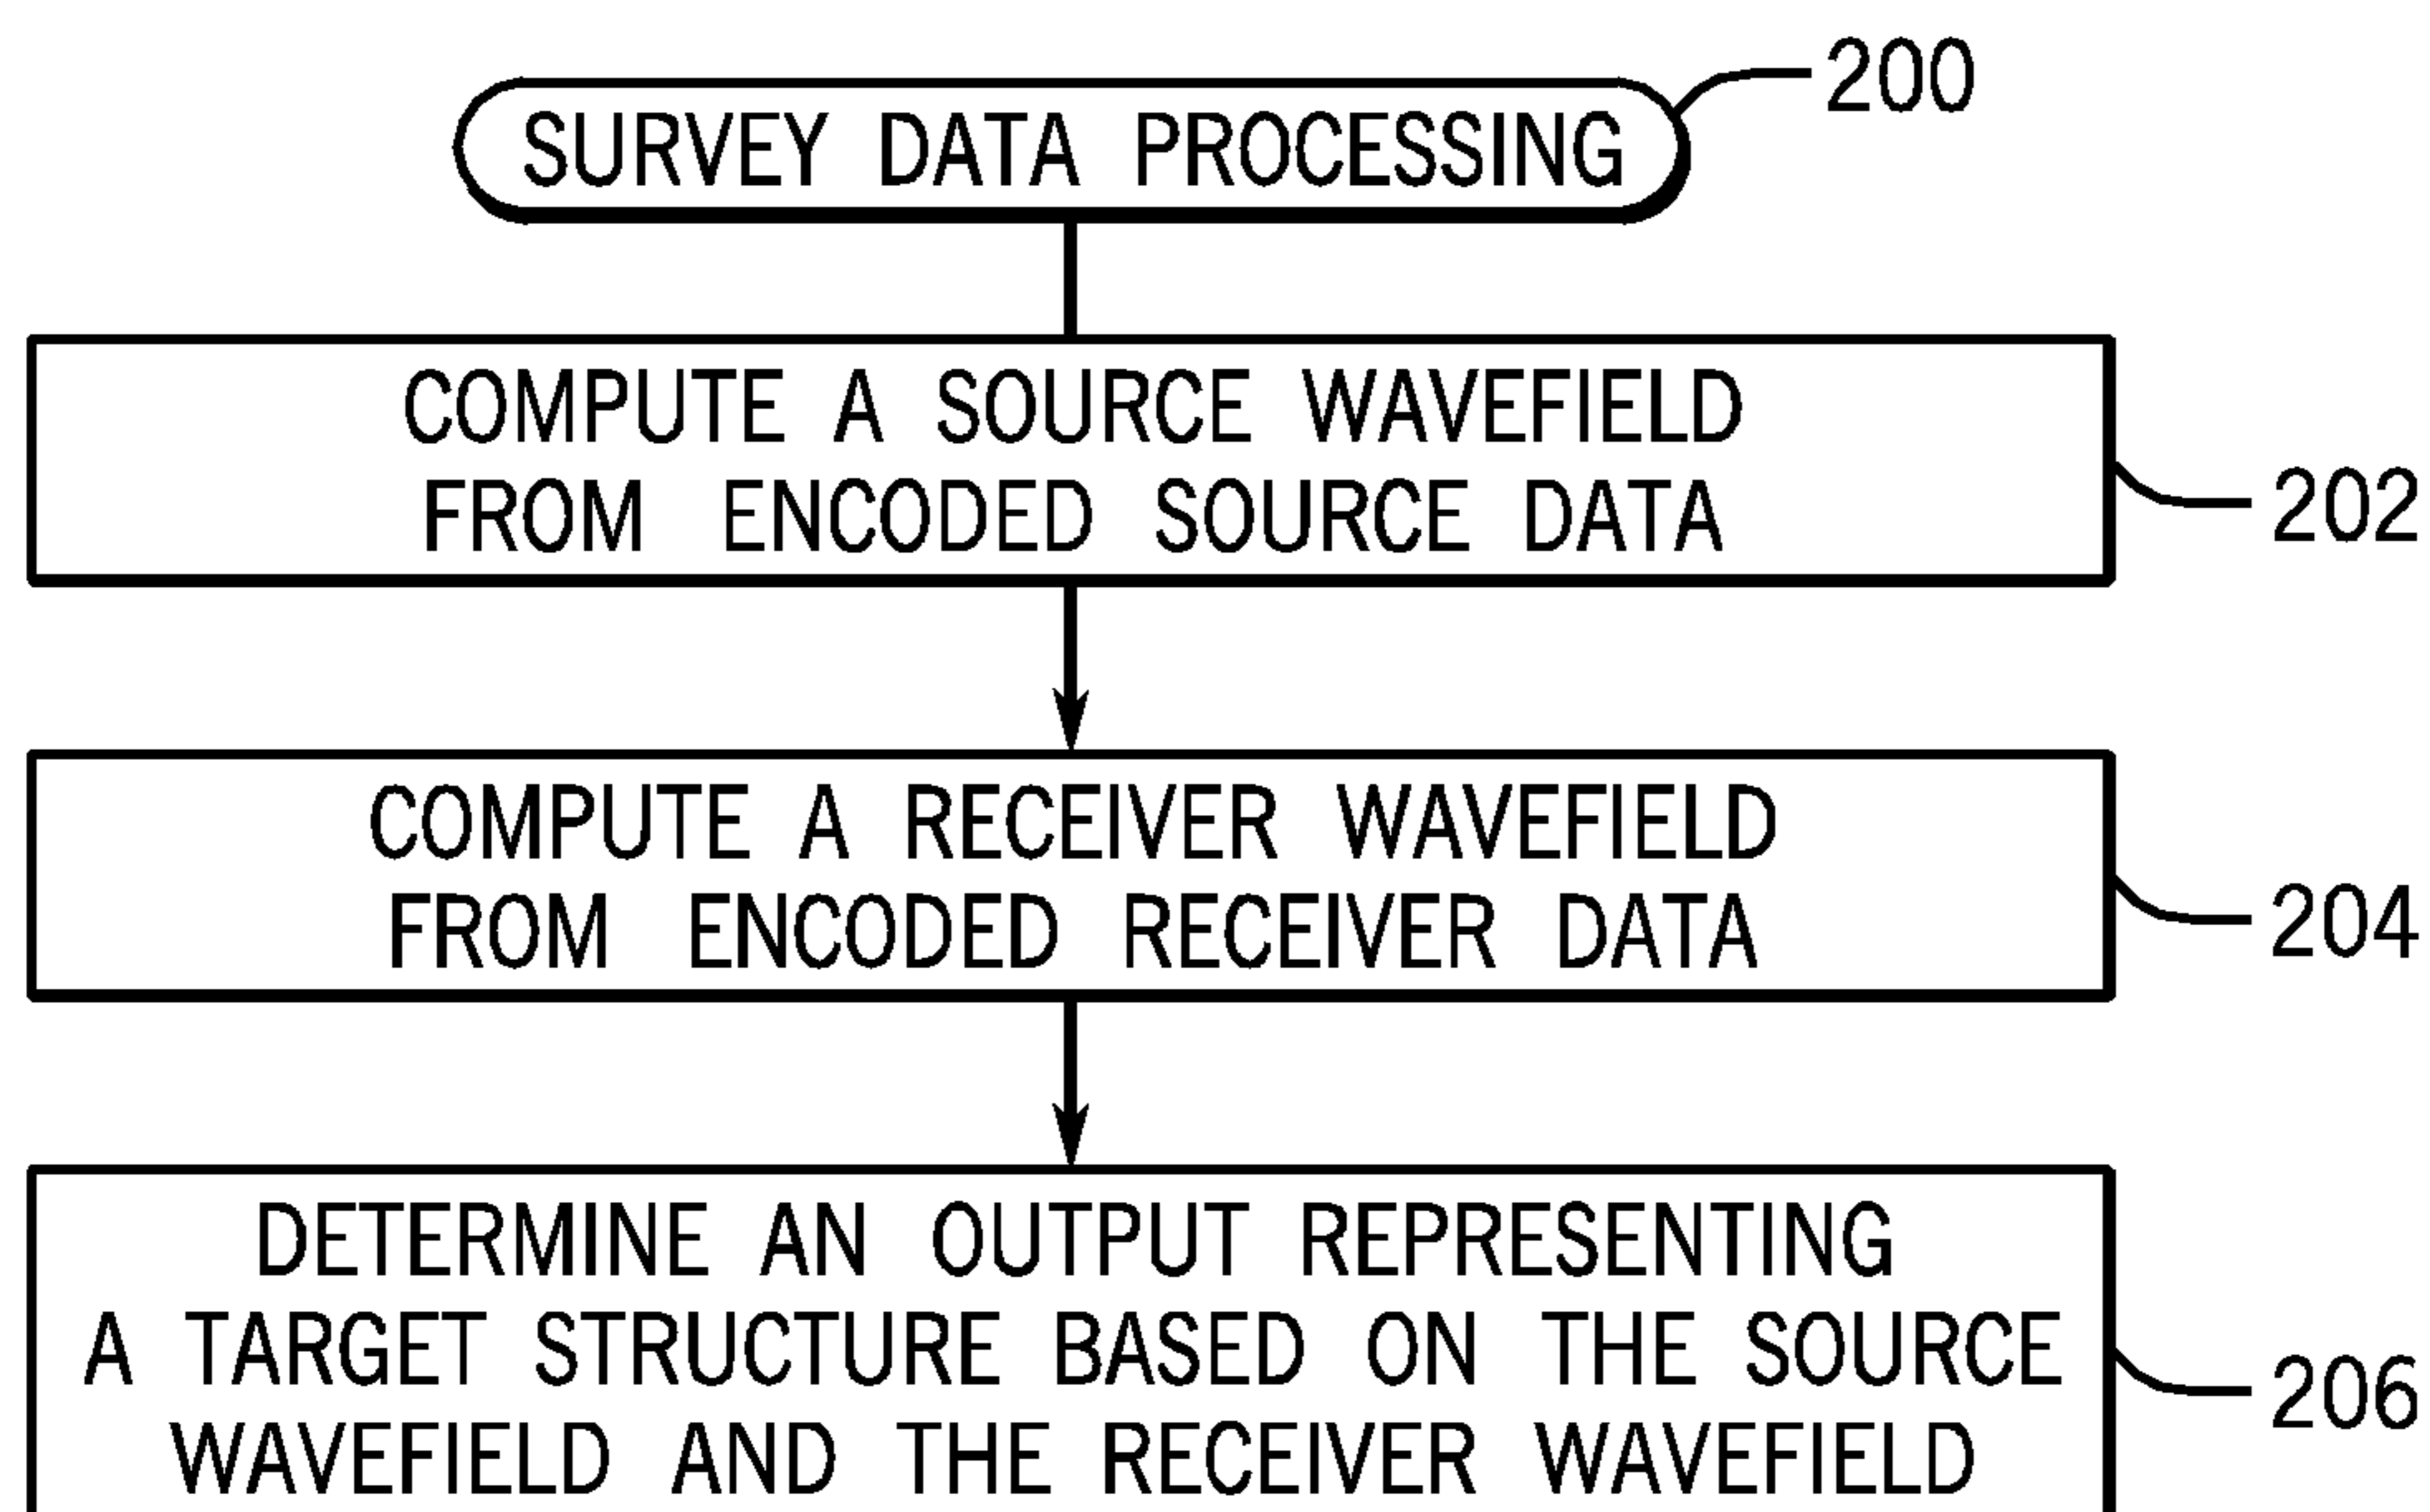 SURVEY DATA PROCESSING
200
COMPUTE A SOURCE WAVEFIELD
FROM ENCODED SOURCE DATA
202
COMPUTE A RECEIVER WAVEFIELD
FROM ENCODED RECEIVER DATA
204
DETERMINE AN OUTPUT REPRESENTING
A TARGET STRUCTURE BASED ON THE SOURCE
WAVEFIELD AND THE RECEIVER WAVEFIELD
206